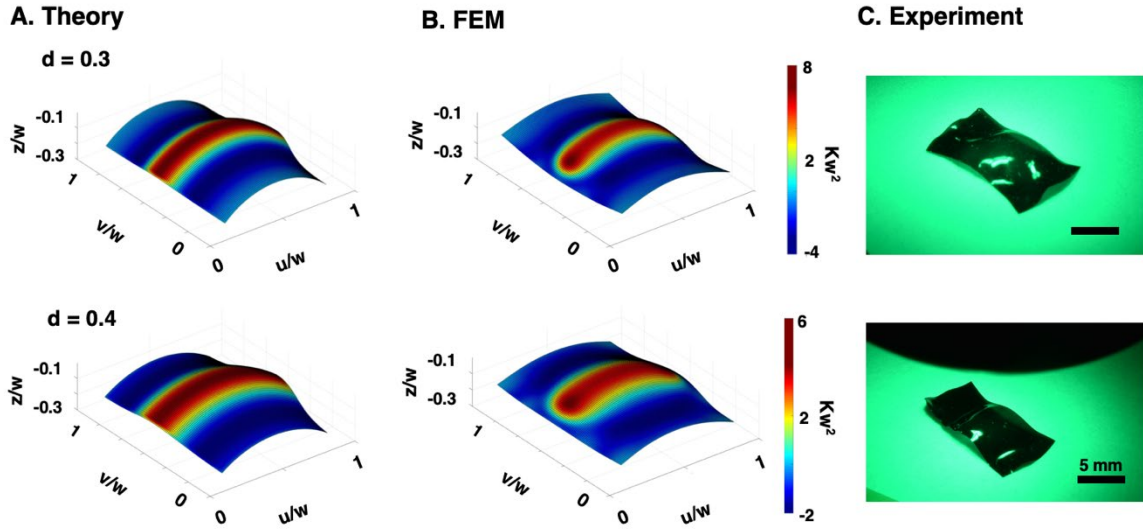 A. Theory
B. FEM
C. Experiment
d = 0.3
-0.1
-0.3
z/w
1
0
v/w
0
1
u/w
-0.1
-0.3
z/w
1
0
v/w
0
1
u/w
8
2
-4
Kw²
d = 0.4
-0.1
-0.3
z/w
1
0
v/w
0
1
u/w
-0.1
-0.3
z/w
1
0
v/w
0
1
u/w
6
2
-2
Kw²
5 mm